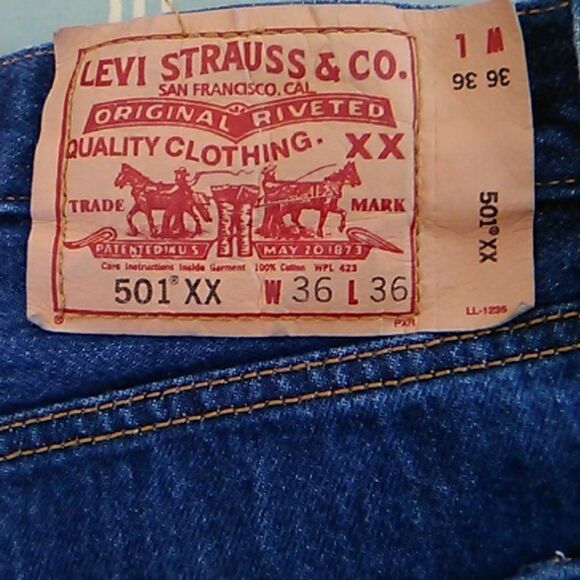 LEVI STRAUSS & CO.
SAN FRANCISCO, CAL.
ORIGINAL RIVETED
QUALITY CLOTHING. XX
TRADE MARK
PATENTED IN U.S. MAY 20 1873
Care Instructions Inside Garment 100% Cotton WPL 423
501® XX W 36 L 36
® PXR LL-1235
W L
36 36
501® XX